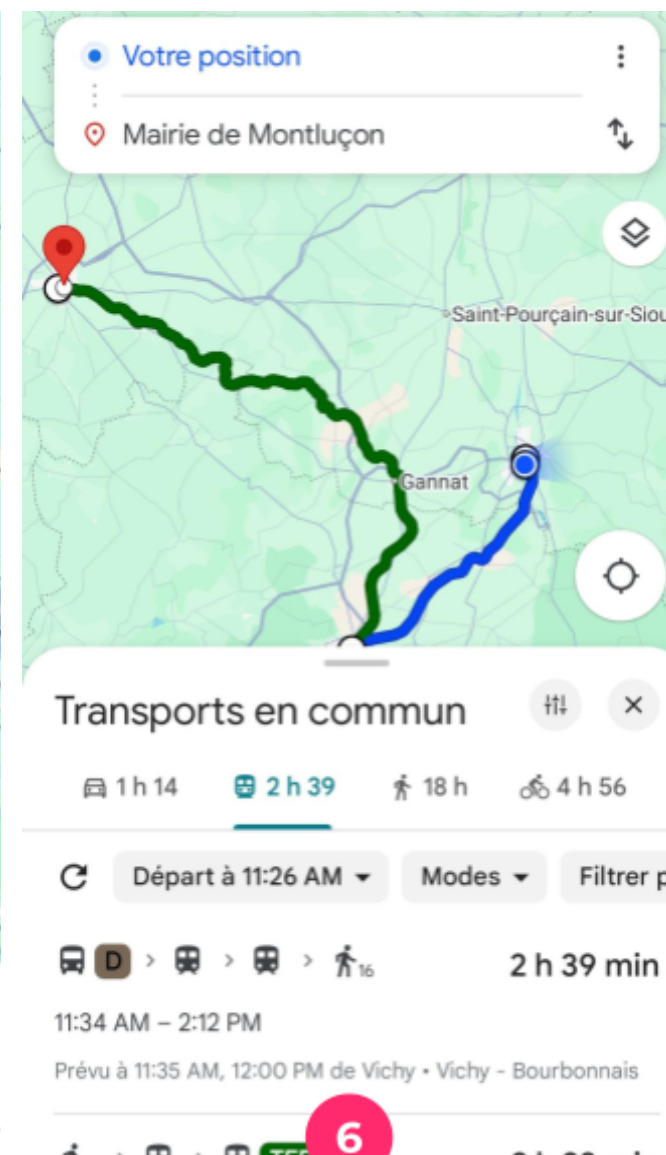 Votre position
Mairie de Montluçon
Saint-Pourçain-sur-Siou
Gannat
Transports en commun
1 h 14 2 h 39 18 h 4 h 56
Départ à 11:26 AM Modes Filtrer p
D 16 2 h 39 min
11:34 AM – 2:12 PM
Prévu à 11:35 AM, 12:00 PM de Vichy • Vichy - Bourbonnais
6